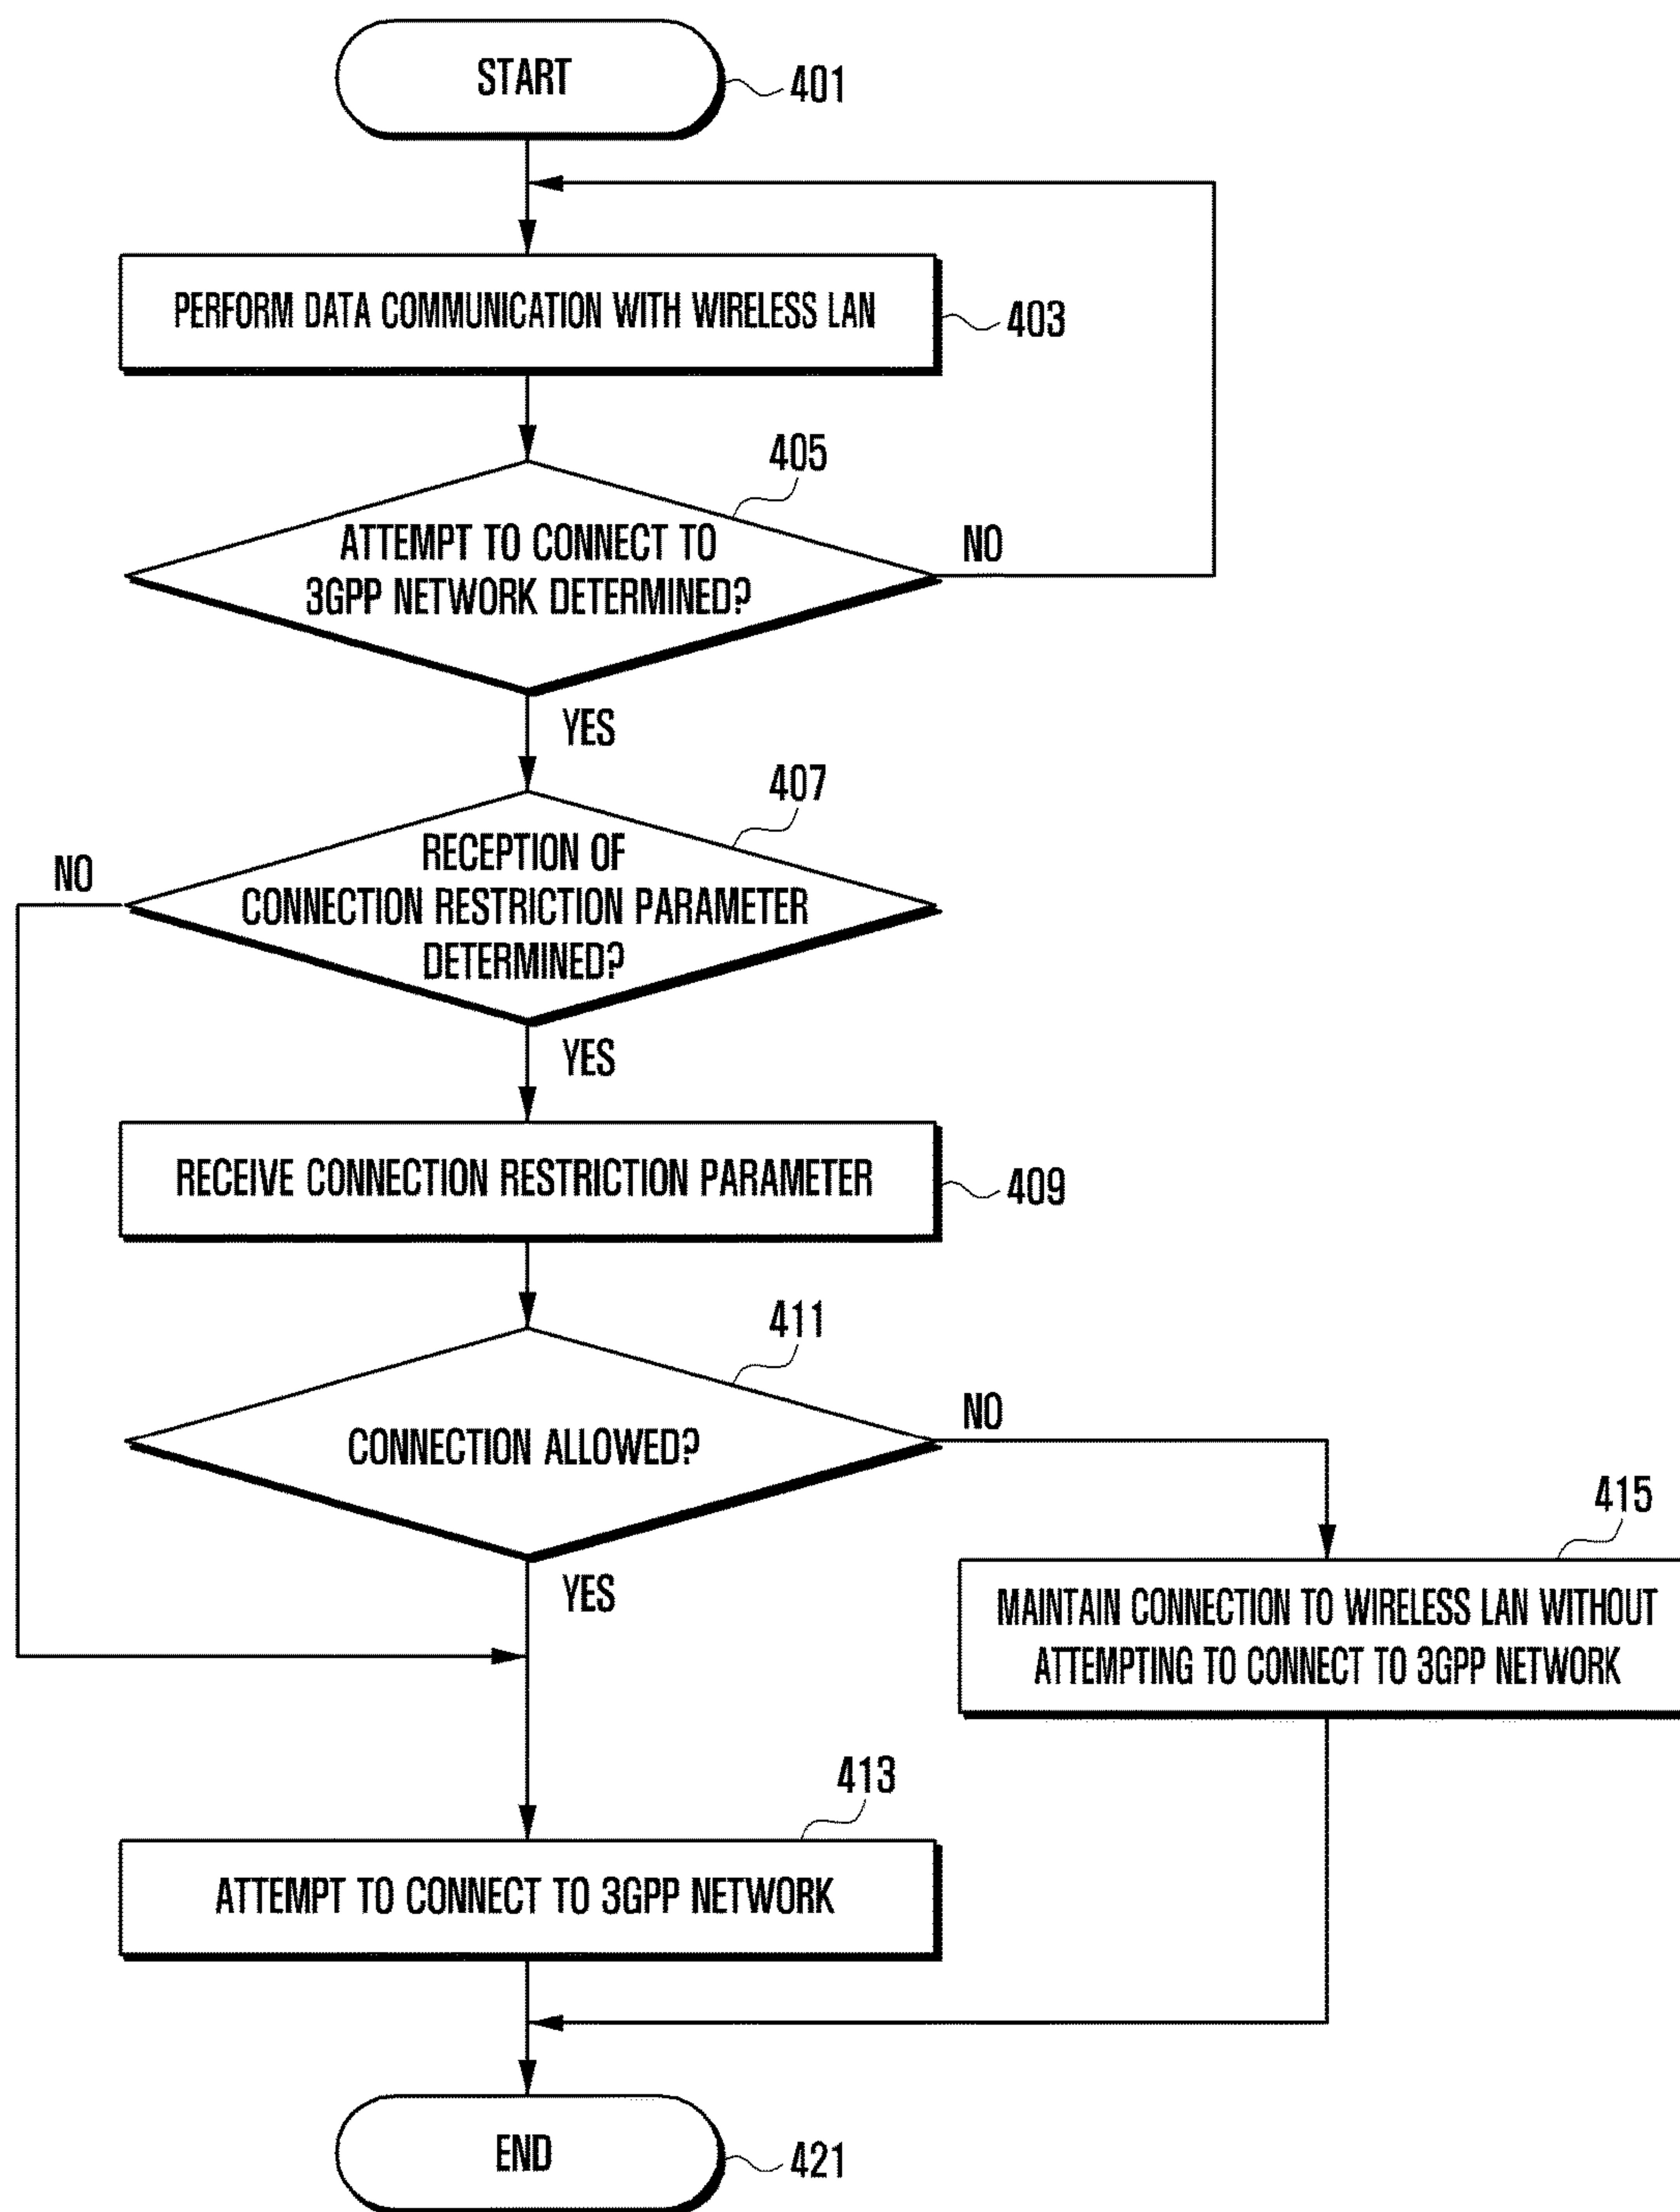 START
401
PERFORM DATA COMMUNICATION WITH WIRELESS LAN
403
405
ATTEMPT TO CONNECT TO
3GPP NETWORK DETERMINED?
NO
YES
407
RECEPTION OF
CONNECTION RESTRICTION PARAMETER
DETERMINED?
NO
YES
RECEIVE CONNECTION RESTRICTION PARAMETER
409
411
CONNECTION ALLOWED?
NO
YES
415
MAINTAIN CONNECTION TO WIRELESS LAN WITHOUT
ATTEMPTING TO CONNECT TO 3GPP NETWORK
413
ATTEMPT TO CONNECT TO 3GPP NETWORK
END
421